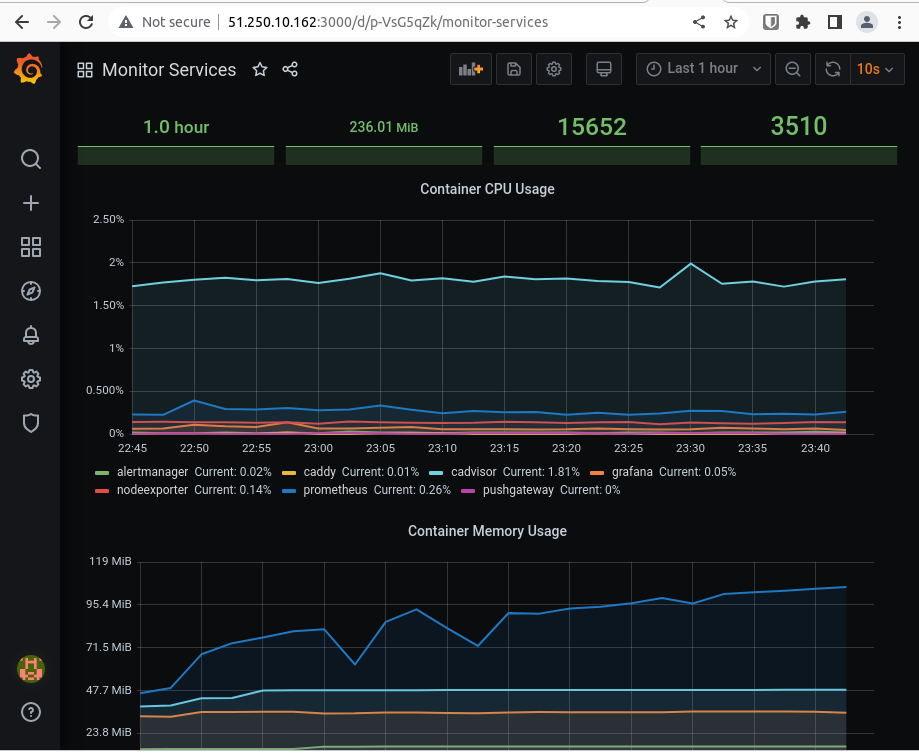 Not secure 51.250.10.162:3000/d/p-VsG5qZk/monitor-services
Monitor Services Last 1 hour 10s
1.0 hour 236.01 MiB 15652 3510
Container CPU Usage
2.50%
2%
1.50%
1%
0.500%
0%
22:45 22:50 22:55 23:00 23:05 23:10 23:15 23:20 23:25 23:30 23:35 23:40
alertmanager Current: 0.02% caddy Current: 0.01% cadvisor Current: 1.81% grafana Current: 0.05%
nodeexporter Current: 0.14% prometheus Current: 0.26% pushgateway Current: 0%
Container Memory Usage
119 MiB
95.4 MiB
71.5 MiB
47.7 MiB
23.8 MiB